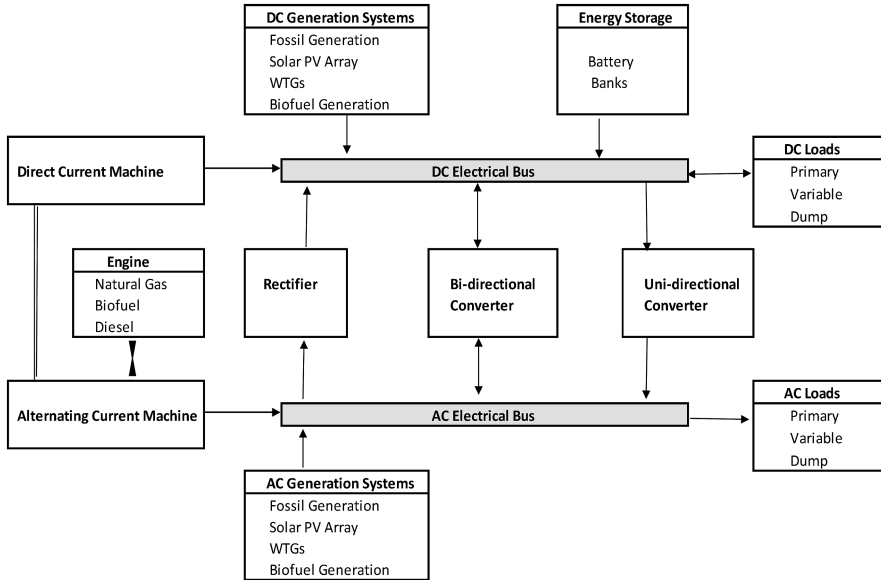 DC Generation Systems
Fossil Generation
Solar PV Array
WTGs
Biofuel Generation
Energy Storage
Battery
Banks
Direct Current Machine
DC Electrical Bus
DC Loads
Primary
Variable
Dump
Engine
Natural Gas
Biofuel
Diesel
Rectifier
Bi-directional
Converter
Uni-directional
Converter
Alternating Current Machine
AC Electrical Bus
AC Loads
Primary
Variable
Dump
AC Generation Systems
Fossil Generation
Solar PV Array
WTGs
Biofuel Generation